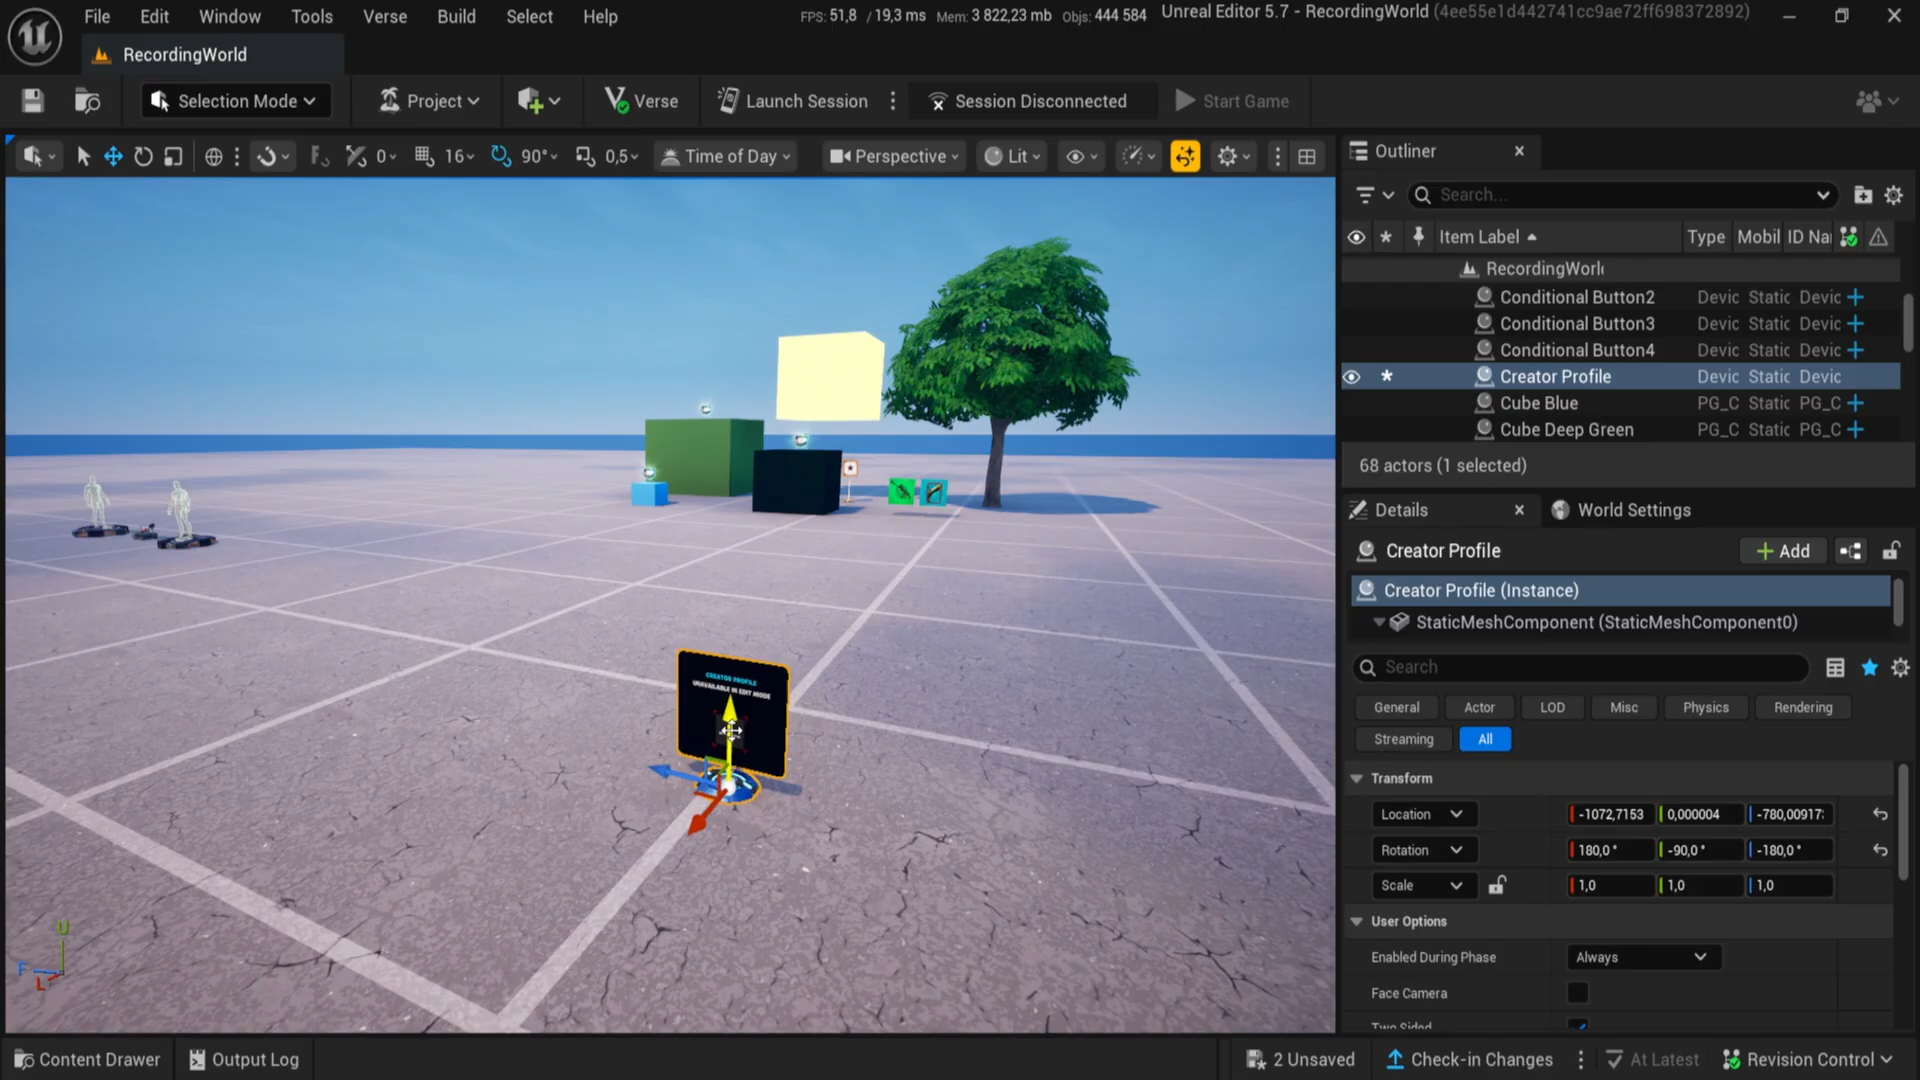 File Edit Window Tools Verse Build Select Help
FPS: 51,8 / 19,3 ms Mem: 3 822,23 mb Objs: 444 584
Unreal Editor 5.7 - RecordingWorld (4ee55e1d442741cc9ae72ff698372892)
RecordingWorld
Selection Mode Project Verse Launch Session Session Disconnected Start Game
0 16 90° 0,5 Time of Day Perspective Lit
Outliner
Search...
Item Label Type Mobil ID Na
RecordingWorl
Conditional Button2 Devic Static Devic
Conditional Button3 Devic Static Devic
Conditional Button4 Devic Static Devic
Creator Profile Devic Static Devic
Cube Blue PG_C Static PG_C
Cube Deep Green PG_C Static PG_C
68 actors (1 selected)
Details World Settings
Creator Profile Add
Creator Profile (Instance)
StaticMeshComponent (StaticMeshComponent0)
Search
General Actor LOD Misc Physics Rendering
Streaming All
Transform
Location -1072,7153 0,000004 -780,009173
Rotation 180,0° -90,0° -180,0°
Scale 1,0 1,0 1,0
User Options
Enabled During Phase Always
Face Camera
Two Sided
CREATOR PROFILE
UNAVAILABLE IN EDIT MODE
U
F
L
Content Drawer Output Log 2 Unsaved Check-in Changes At Latest Revision Control